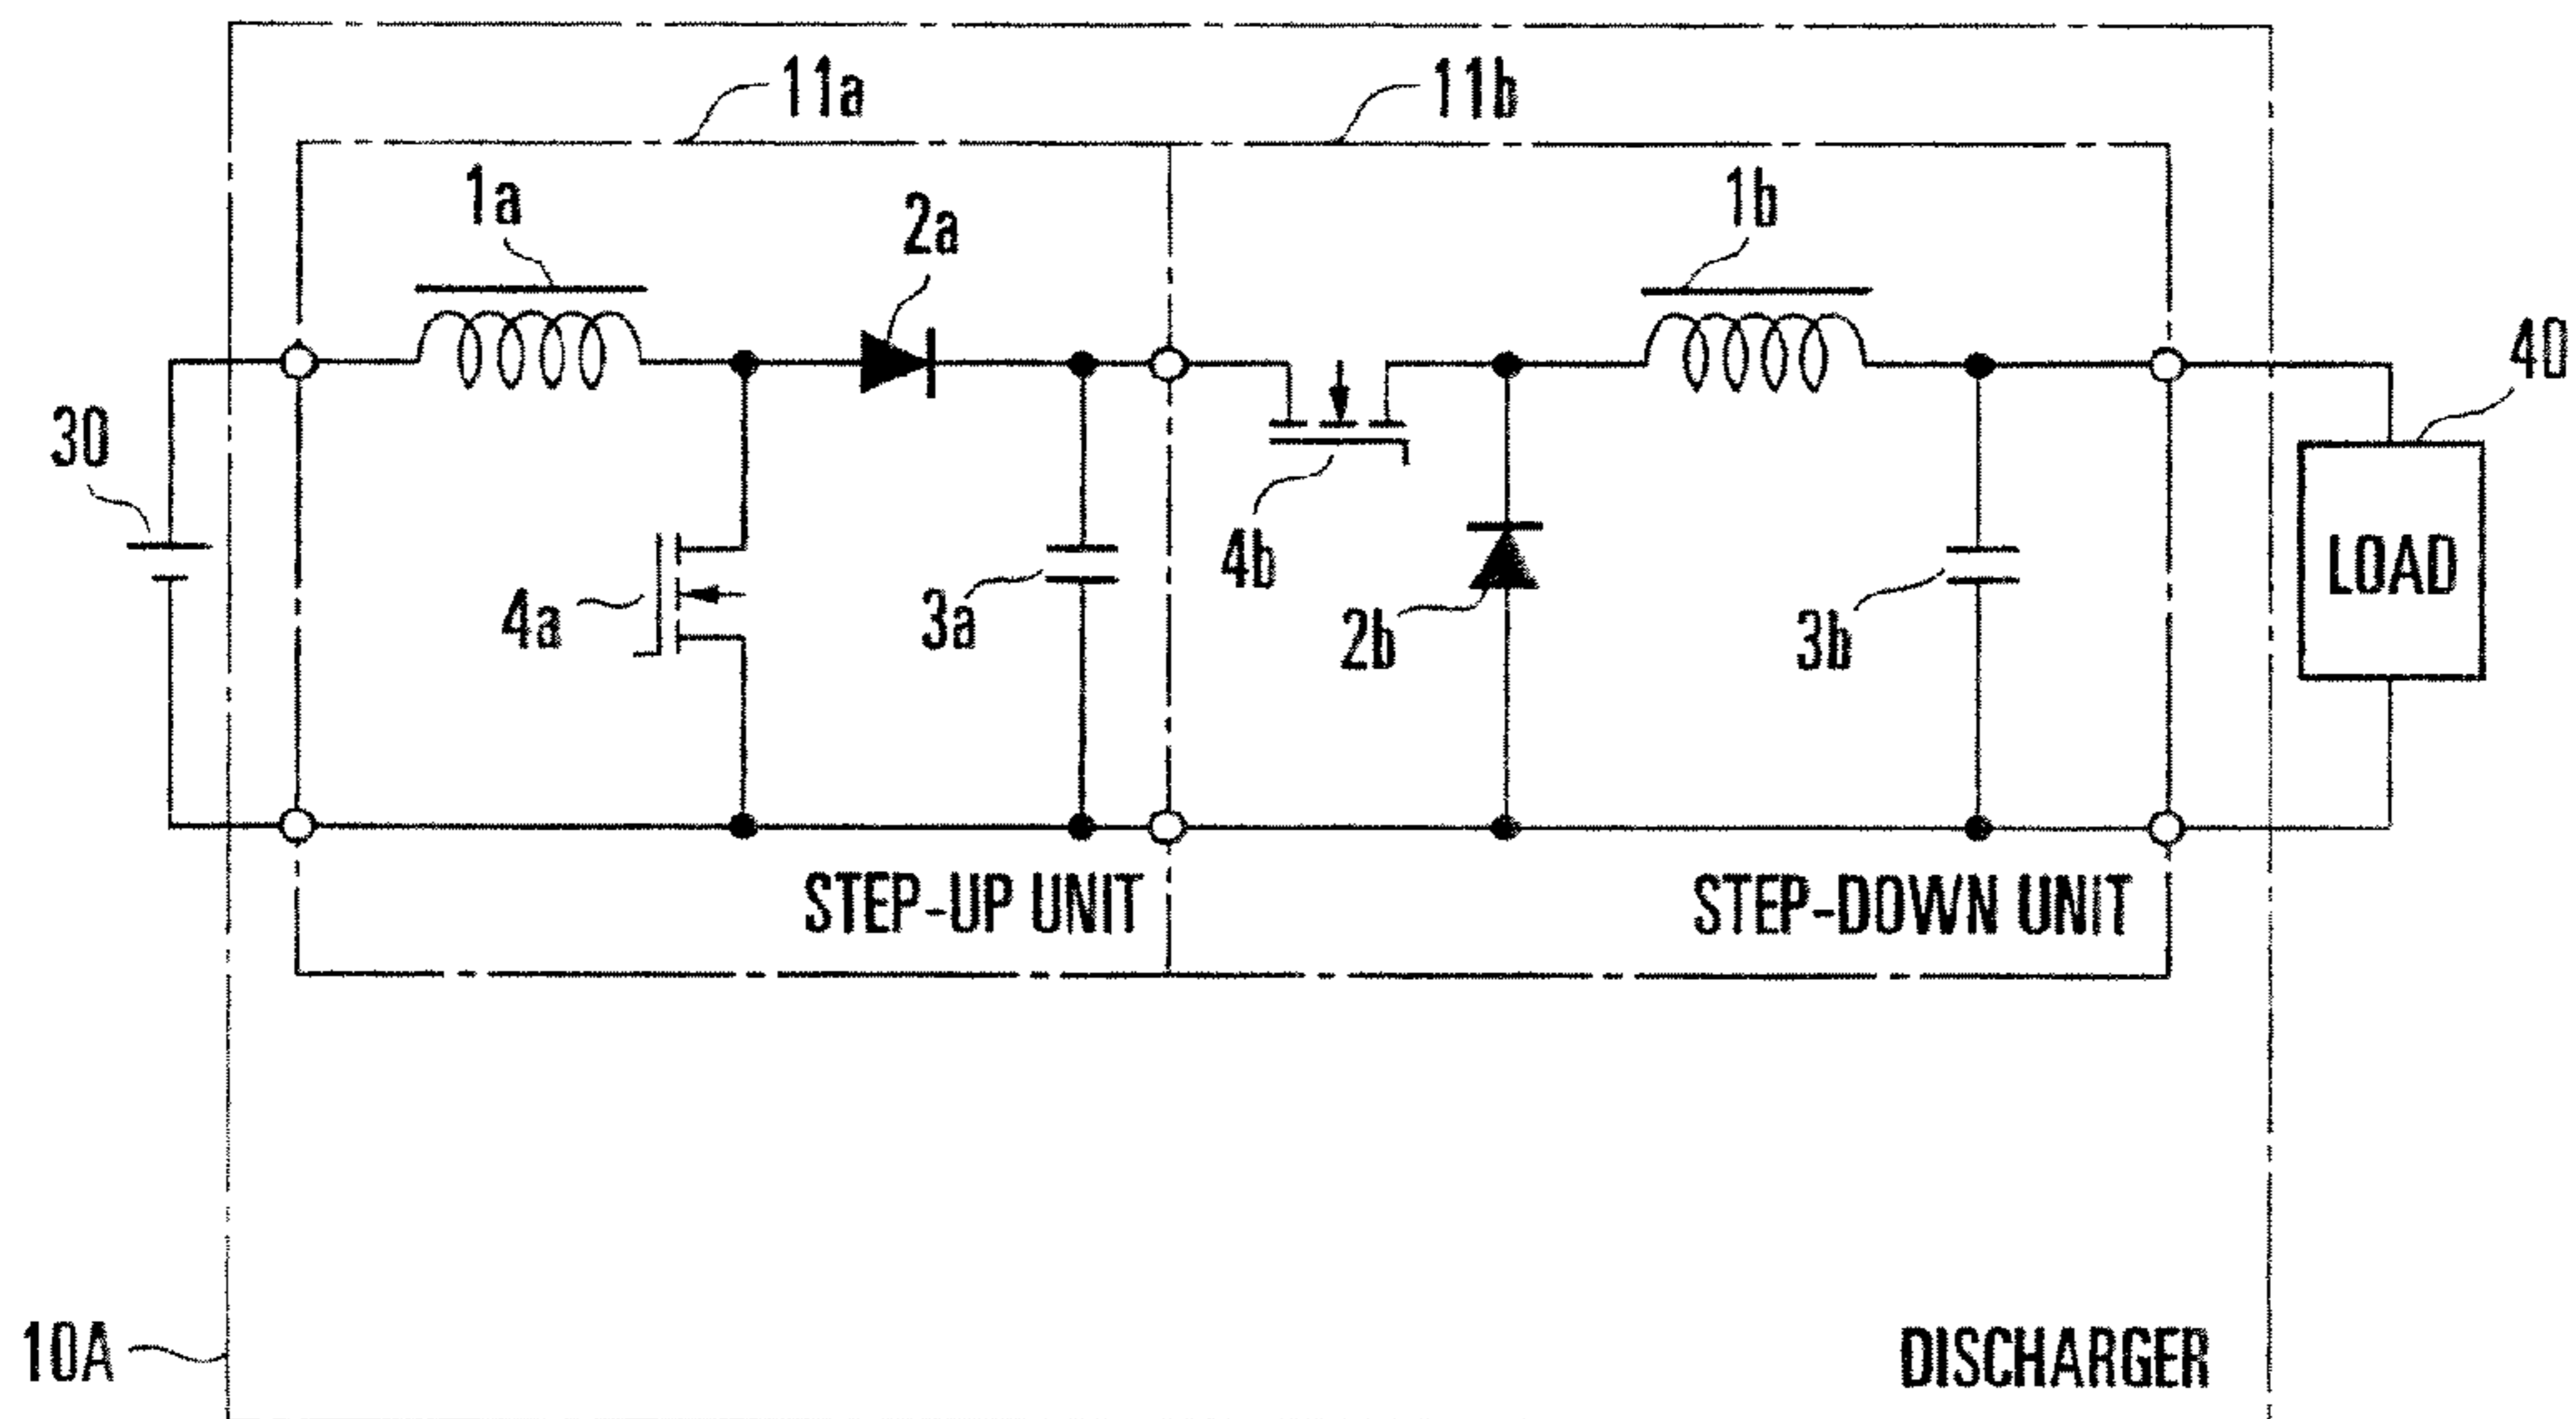 11a
11b
1a
2a
1b
40
30
4a
3a
4b
2b
3b
LOAD
STEP-UP UNIT
STEP-DOWN UNIT
10A
DISCHARGER